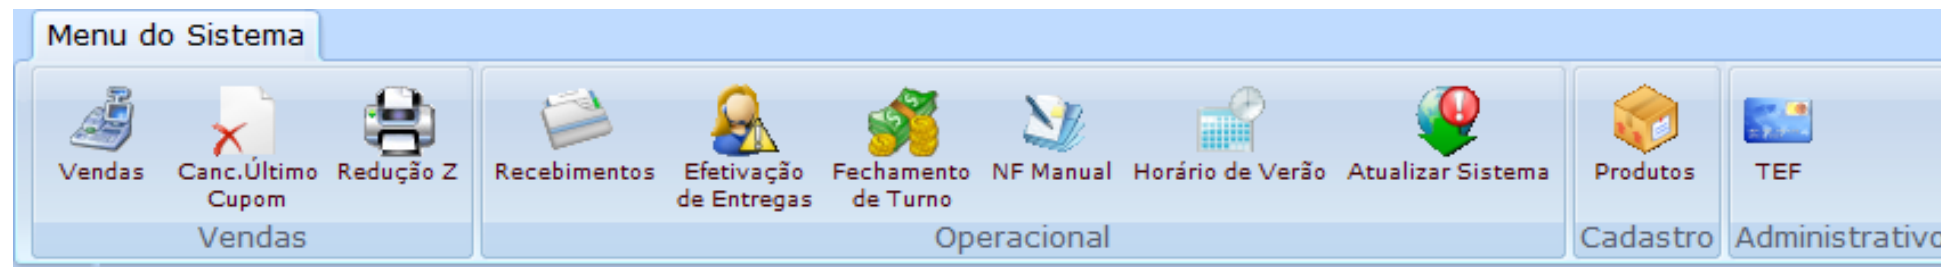 Menu do Sistema
Vendas
Canc.Último
Cupom
Redução Z
Vendas
Recebimentos
Efetivação
de Entregas
Fechamento
de Turno
NF Manual
Horário de Verão
Atualizar Sistema
Operacional
Produtos
Cadastro
TEF
Administrativo